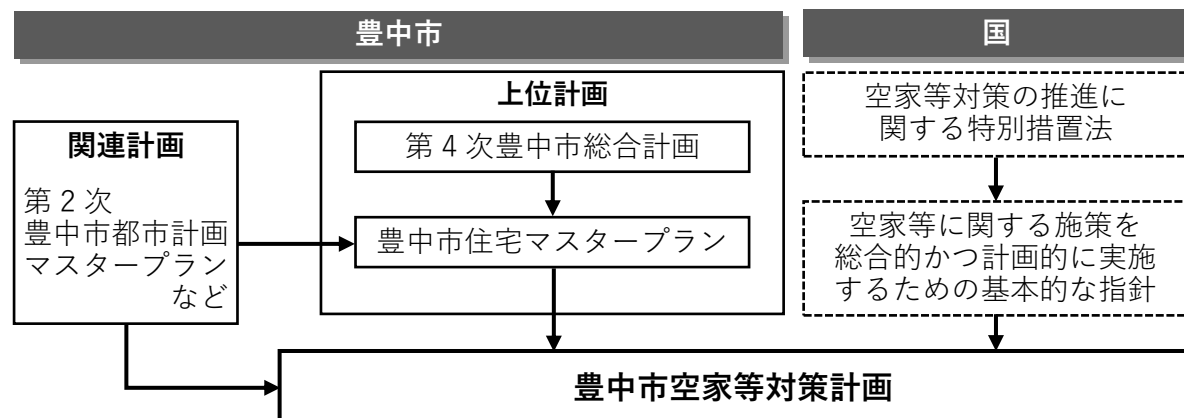 豊中市
国
上位計画
第4次豊中市総合計画
豊中市住宅マスタープラン
関連計画
第2次
豊中市都市計画
マスタープラン
など
空家等対策の推進に
関する特別措置法
空家等に関する施策を
総合的かつ計画的に実施
するための基本的な指針
豊中市空家等対策計画